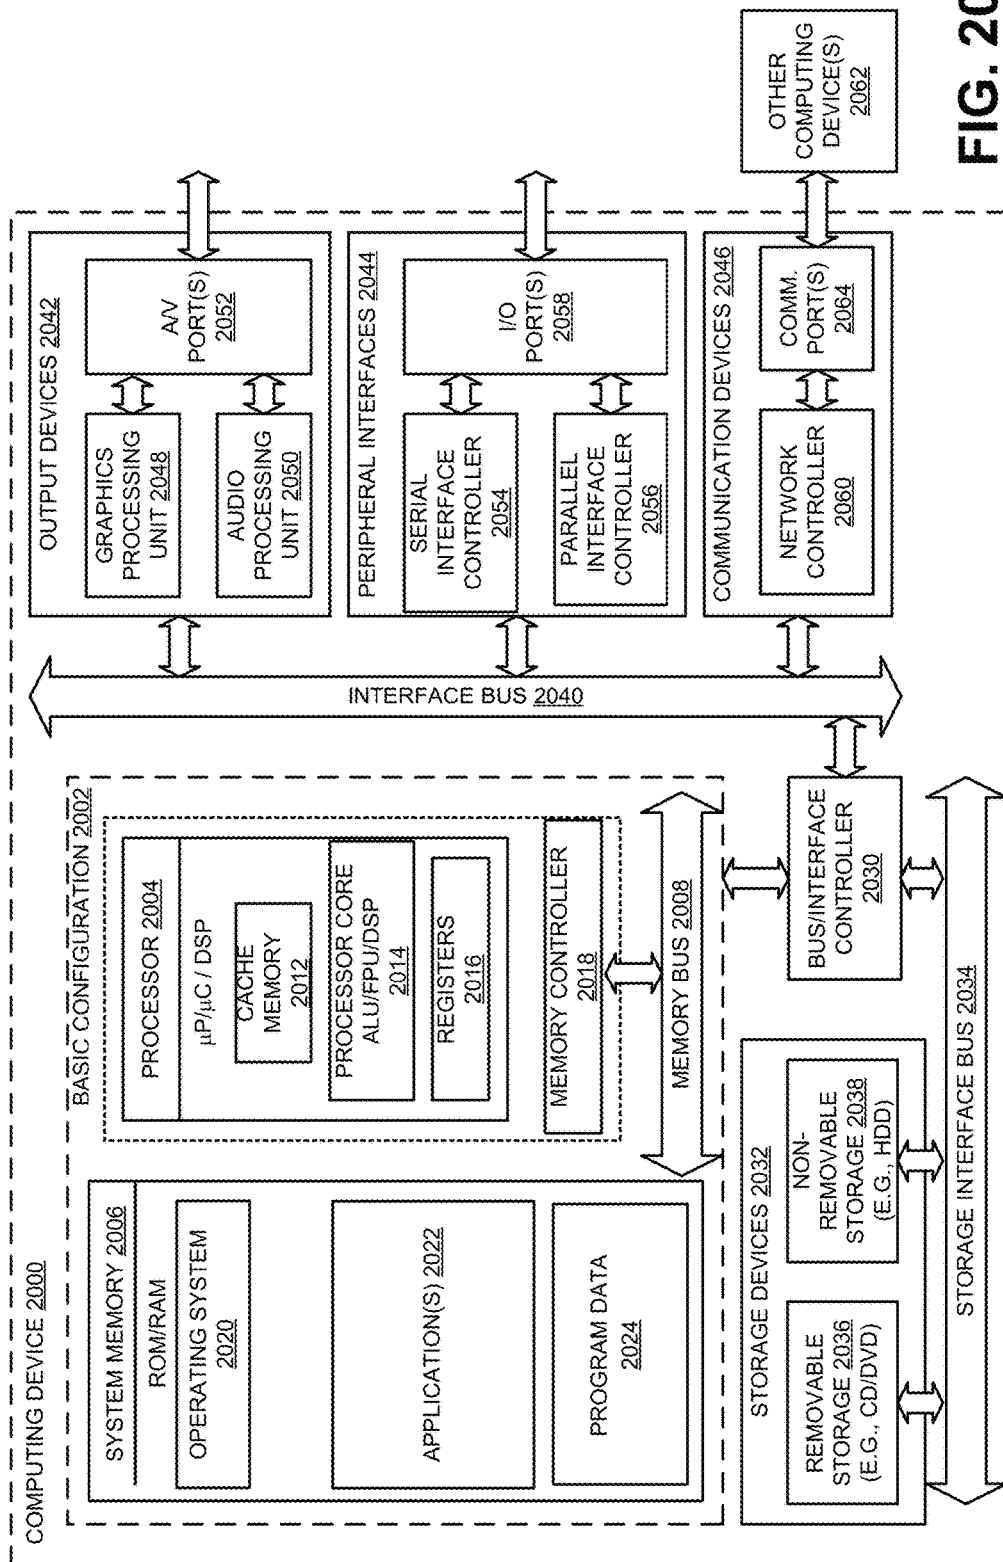 COMPUTING DEVICE 2000
BASIC CONFIGURATION 2002
SYSTEM MEMORY 2006
ROM/RAM
OPERATING SYSTEM
2020
APPLICATION(S) 2022
PROGRAM DATA
2024
PROCESSOR 2004
µP/µC / DSP
CACHE
MEMORY
2012
PROCESSOR CORE
ALU/FPU/DSP
2014
REGISTERS
2016
MEMORY CONTROLLER
2018
MEMORY BUS 2008
STORAGE DEVICES 2032
REMOVABLE
STORAGE 2036
(E.G., CD/DVD)
NON-
REMOVABLE
STORAGE 2038
(E.G., HDD)
STORAGE INTERFACE BUS 2034
BUS/INTERFACE
CONTROLLER
2030
INTERFACE BUS 2040
OUTPUT DEVICES 2042
GRAPHICS
PROCESSING
UNIT 2048
AUDIO
PROCESSING
UNIT 2050
A/V
PORT(S)
2052
PERIPHERAL INTERFACES 2044
SERIAL
INTERFACE
CONTROLLER
2054
PARALLEL
INTERFACE
CONTROLLER
2056
I/O
PORT(S)
2058
COMMUNICATION DEVICES 2046
NETWORK
CONTROLLER
2060
COMM.
PORT(S)
2064
OTHER
COMPUTING
DEVICE(S)
2062
FIG. 20